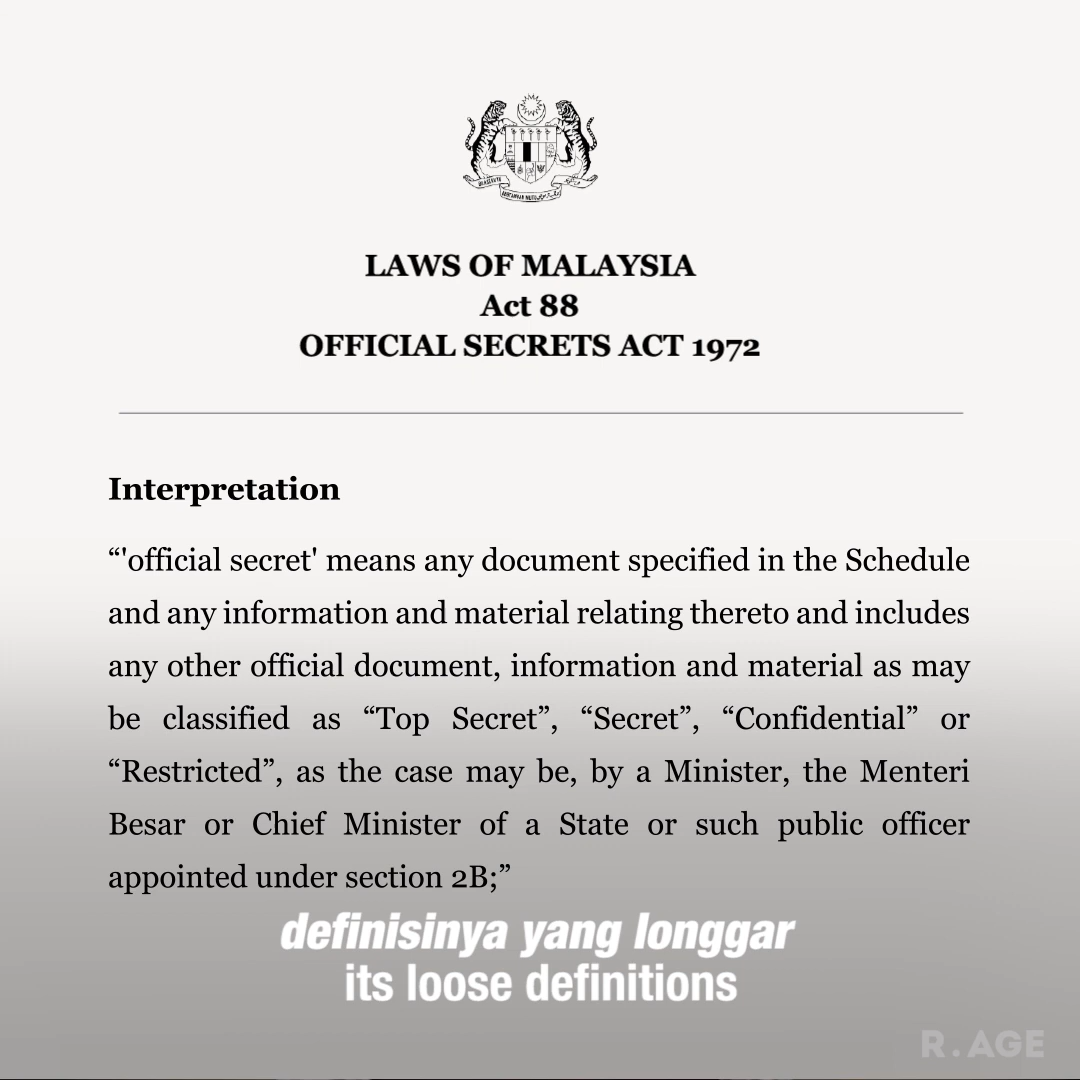 LAWS OF MALAYSIA
Act 88
OFFICIAL SECRETS ACT 1972
Interpretation
“'official secret' means any document specified in the Schedule
and any information and material relating thereto and includes
any other official document, information and material as may
be classified as “Top Secret”, “Secret”, “Confidential” or
“Restricted”, as the case may be, by a Minister, the Menteri
Besar or Chief Minister of a State or such public officer
appointed under section 2B;”
definisinya yang longgar
its loose definitions
R.AGE